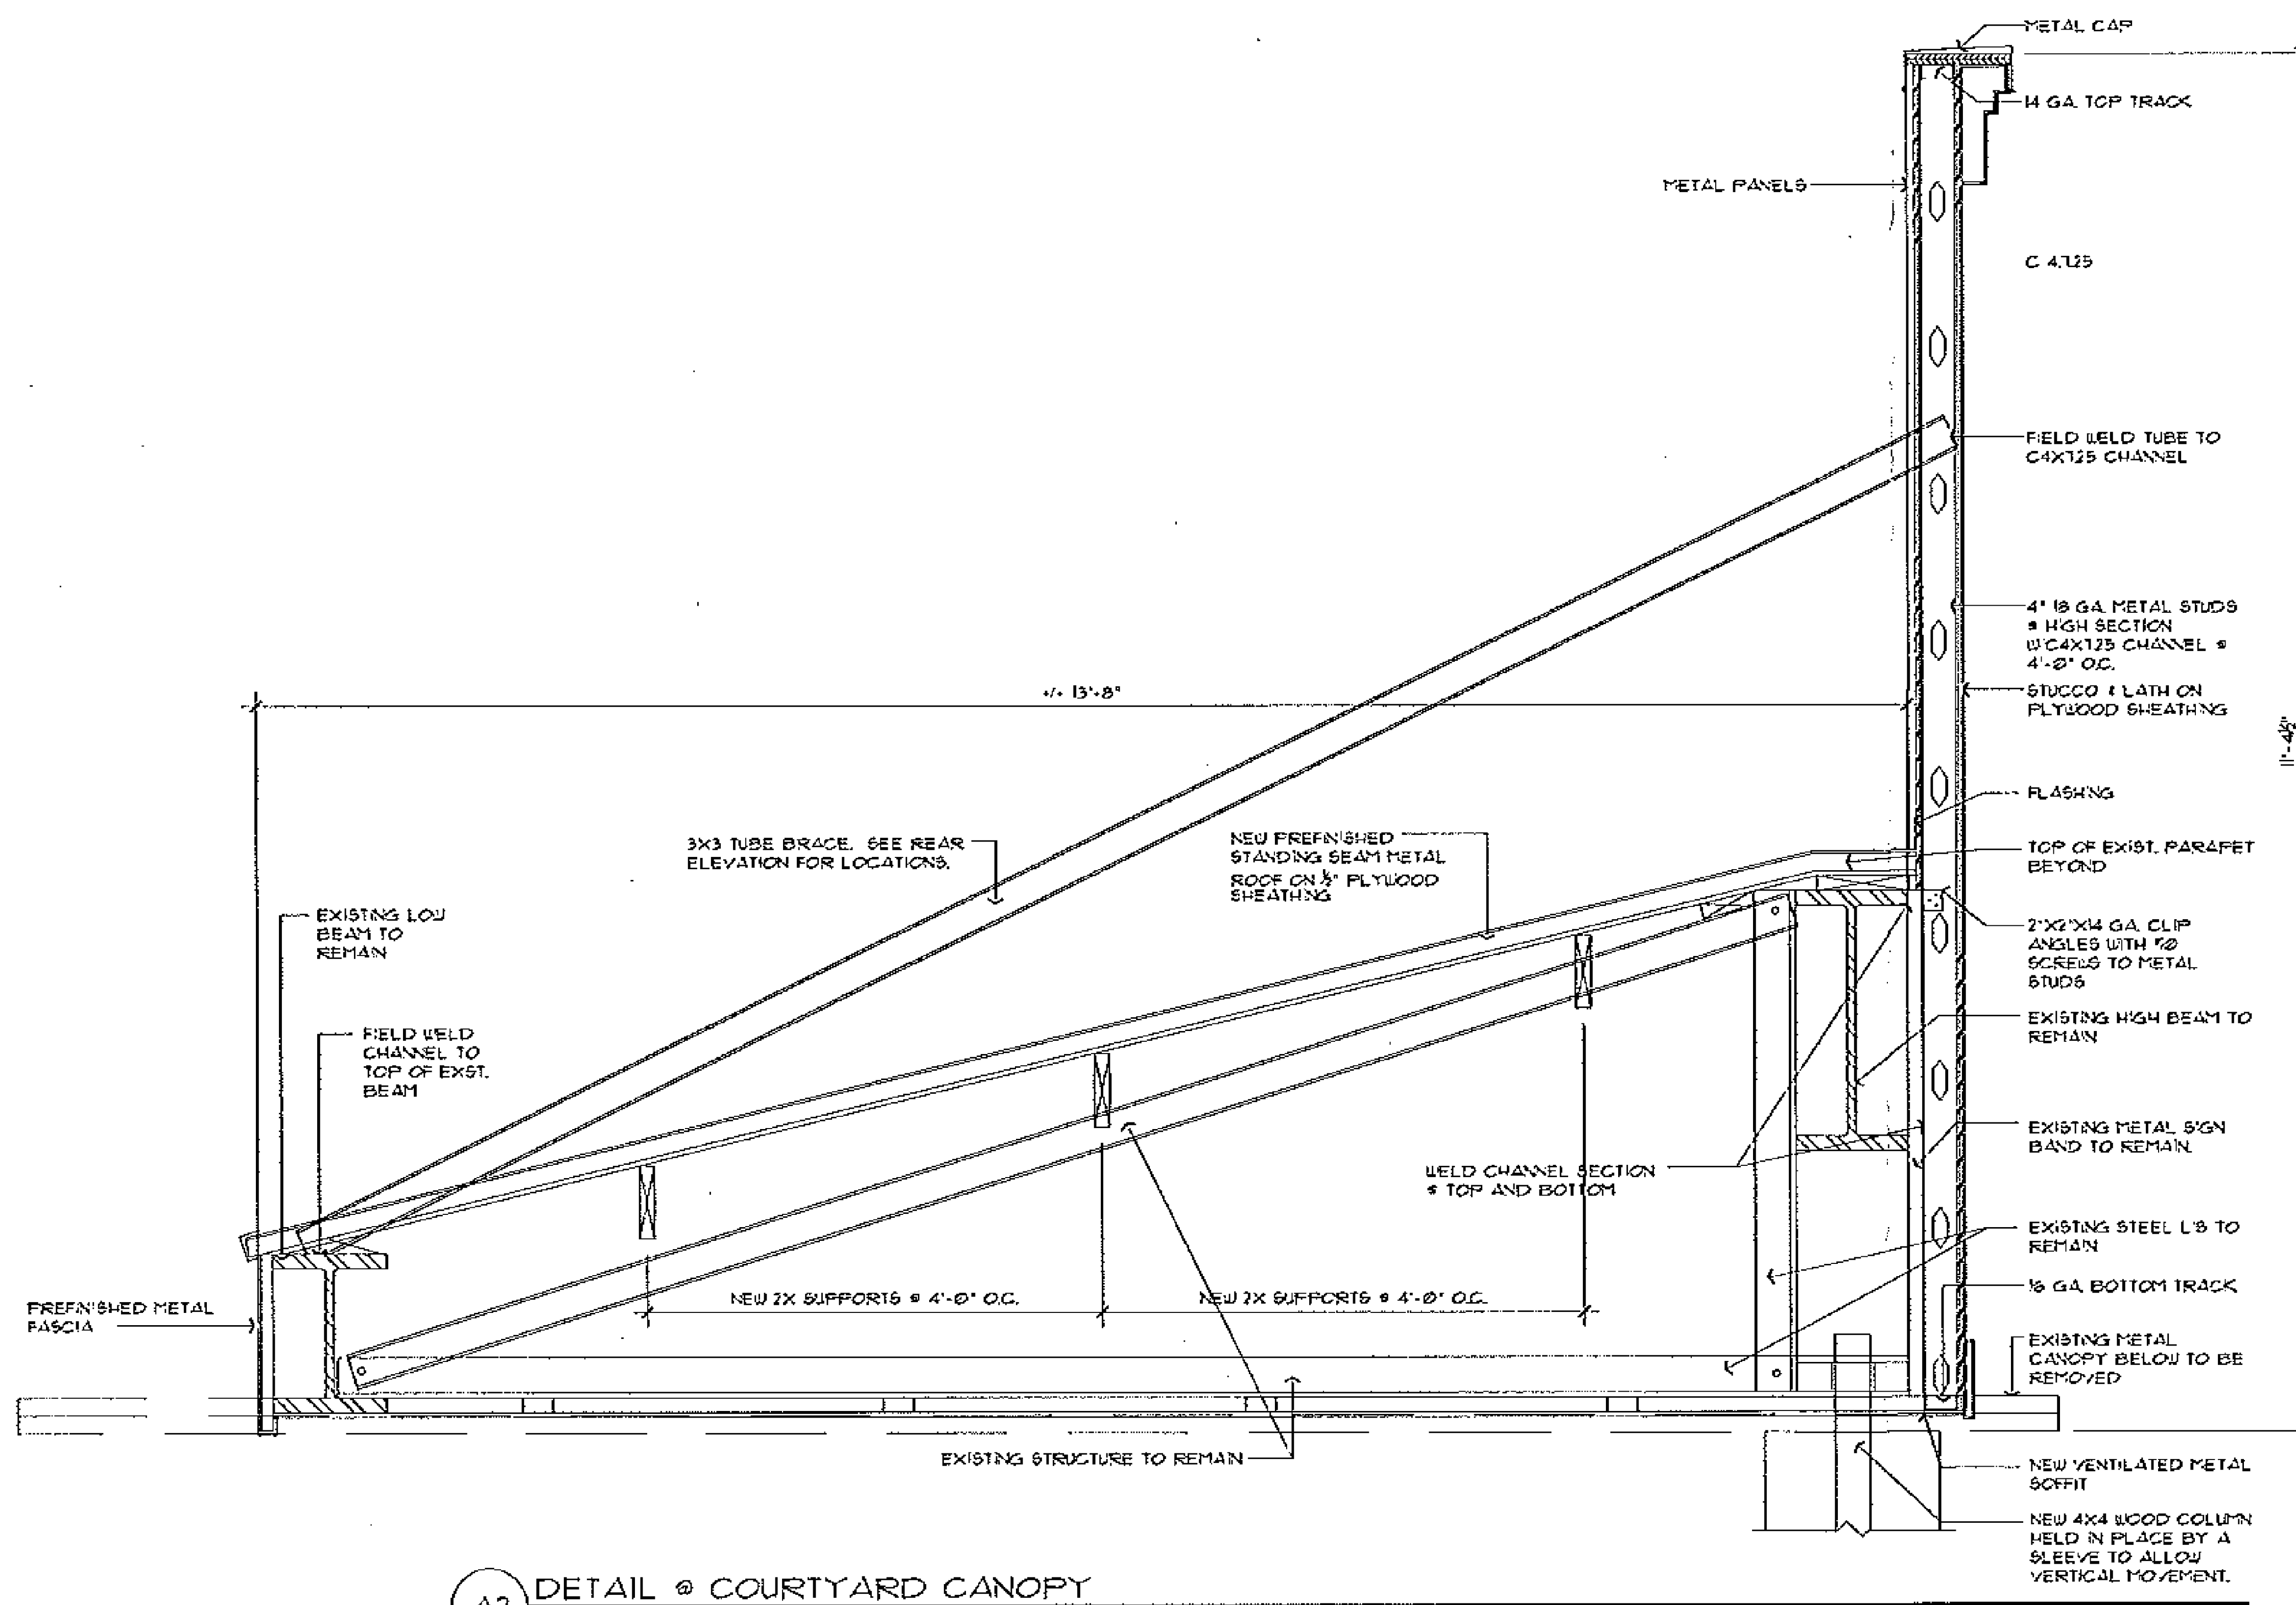 METAL CAP
14 GA. TOP TRACK
METAL PANELS
C 4.125
FIELD WELD TUBE TO
C4X7.25 CHANNEL
4" 18 GA. METAL STUDS
@ HIGH SECTION
W/C4X7.25 CHANNEL @
4'-0" O.C.
+/- 13'-8"
STUCCO & LATH ON
PLYWOOD SHEATHING
11'-4½"
FLASHING
3X3 TUBE BRACE. SEE REAR
ELEVATION FOR LOCATIONS.
NEW PREFINISHED
STANDING SEAM METAL
ROOF ON ½" PLYWOOD
SHEATHING
TOP OF EXIST. PARAPET
BEYOND
EXISTING LOW
BEAM TO
REMAIN
2"X2"X14 GA. CLIP
ANGLES WITH
SCREWS TO METAL
STUDS
FIELD WELD
CHANNEL TO
TOP OF EXIST.
BEAM
EXISTING HIGH BEAM TO
REMAIN
EXISTING METAL SIGN
BAND TO REMAIN.
WELD CHANNEL SECTION
@ TOP AND BOTTOM
EXISTING STEEL L'S TO
REMAIN
PREFINISHED METAL
FASCIA
NEW 2X SUPPORTS @ 4'-0" O.C.
NEW 2X SUPPORTS @ 4'-0" O.C.
GA. BOTTOM TRACK
EXISTING METAL
CANOPY BELOW TO BE
REMOVED
EXISTING STRUCTURE TO REMAIN
NEW VENTILATED METAL
SOFFIT
NEW 4X4 WOOD COLUMN
HELD IN PLACE BY A
SLEEVE TO ALLOW
VERTICAL MOVEMENT.
A2
DETAIL @ COURTYARD CANOPY